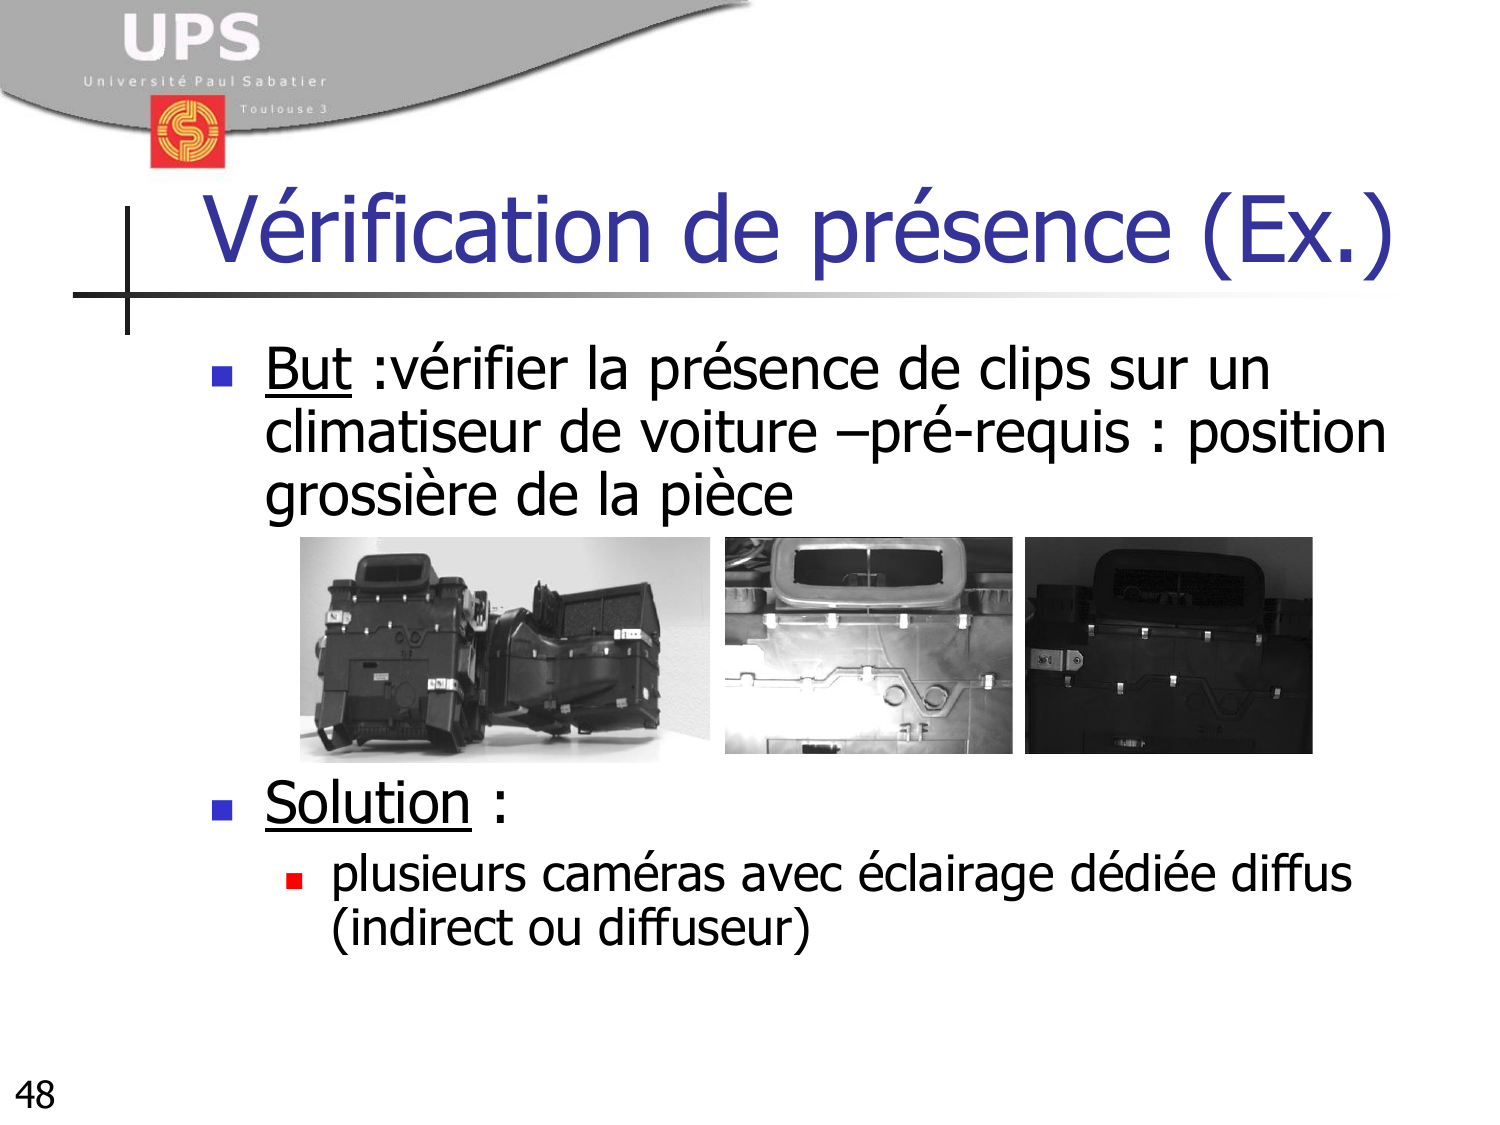 UPS
Université Paul Sabatier
Toulouse 3
Vérification de présence (Ex.)
But :vérifier la présence de clips sur un
climatiseur de voiture –pré-requis : position
grossière de la pièce
Solution :
plusieurs caméras avec éclairage dédiée diffus
(indirect ou diffuseur)
48